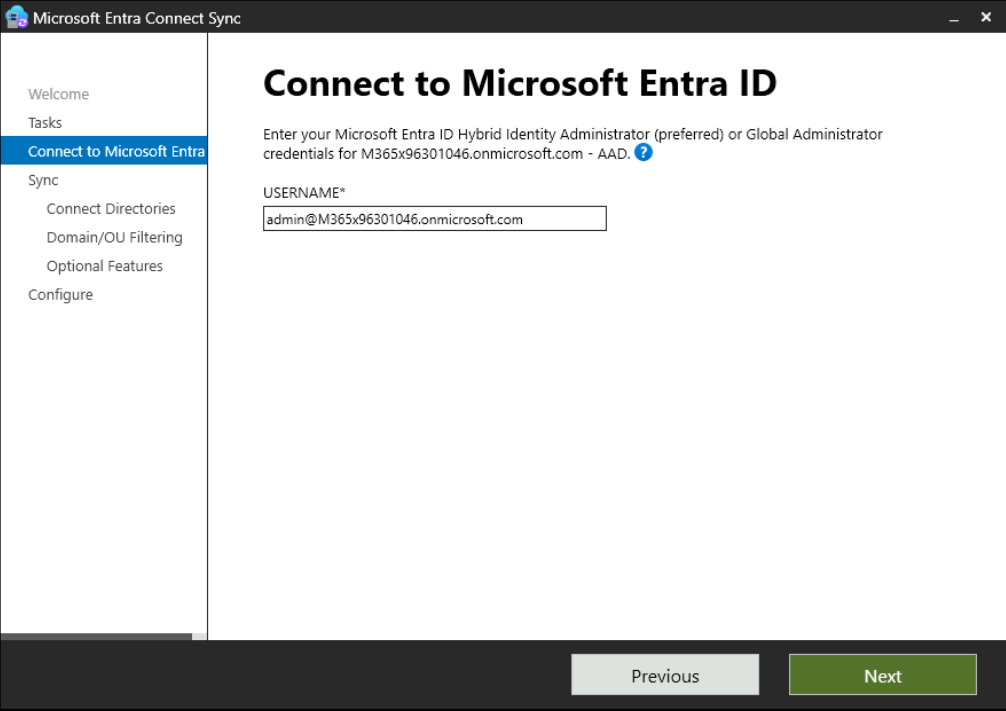 Microsoft Entra Connect Sync
Welcome
Tasks
Connect to Microsoft Entra
Sync
Connect Directories
Domain/OU Filtering
Optional Features
Configure
Connect to Microsoft Entra ID
Enter your Microsoft Entra ID Hybrid Identity Administrator (preferred) or Global Administrator
credentials for M365x96301046.onmicrosoft.com - AAD. ?
USERNAME*
admin@M365x96301046.onmicrosoft.com
Previous
Next